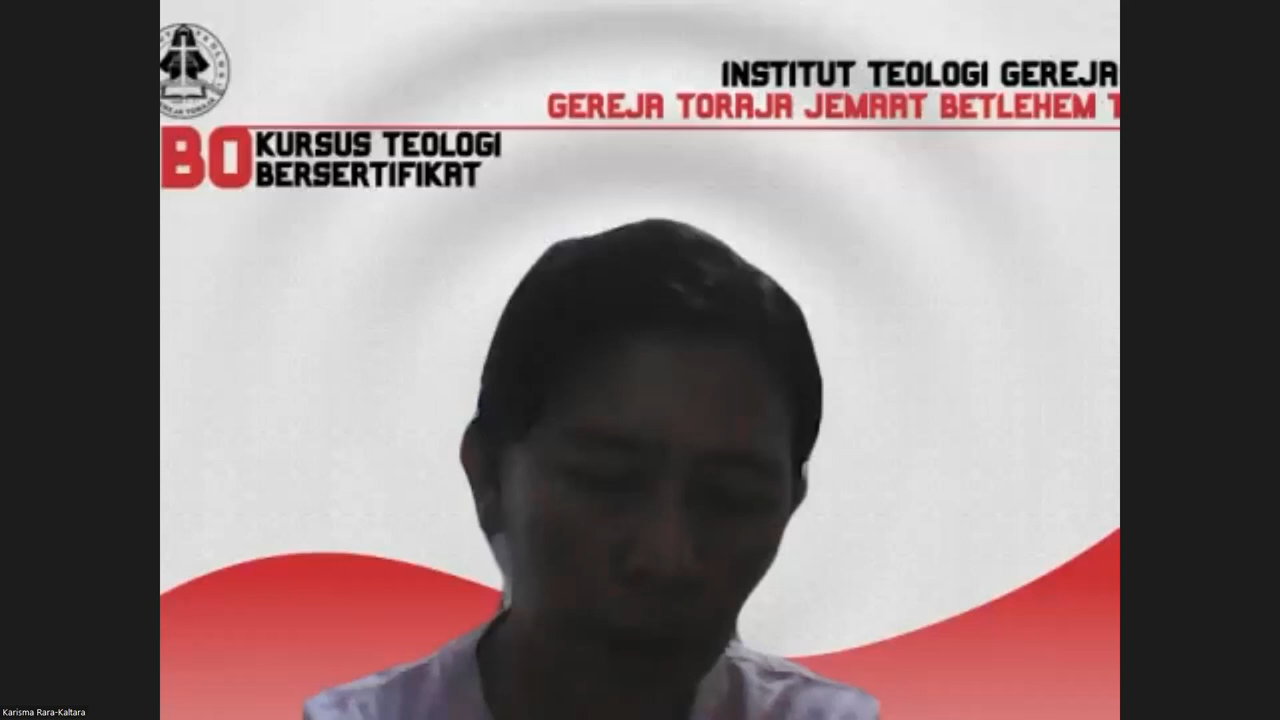 INSTITUT TEOLOGI GEREJA
GEREJA TORAJA JEMAAT BETLEHEM T
BO KURSUS TEOLOGI
BERSERTIFIKAT
Karisma Rara-Kaltara